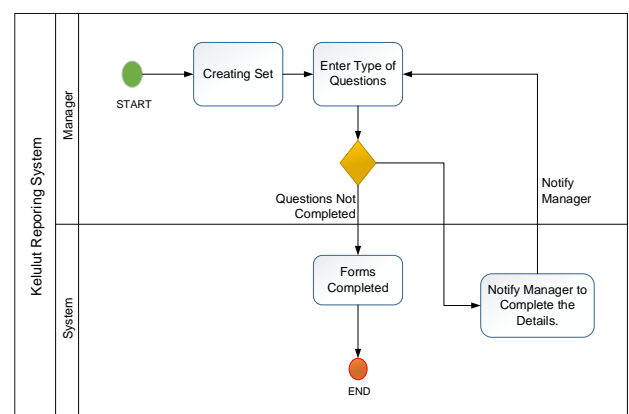 Kelulut Reporing System
Manager
START
Creating Set
Enter Type of
Questions
Questions Not
Completed
Notify
Manager
System
Forms
Completed
Notify Manager to
Complete the
Details.
END